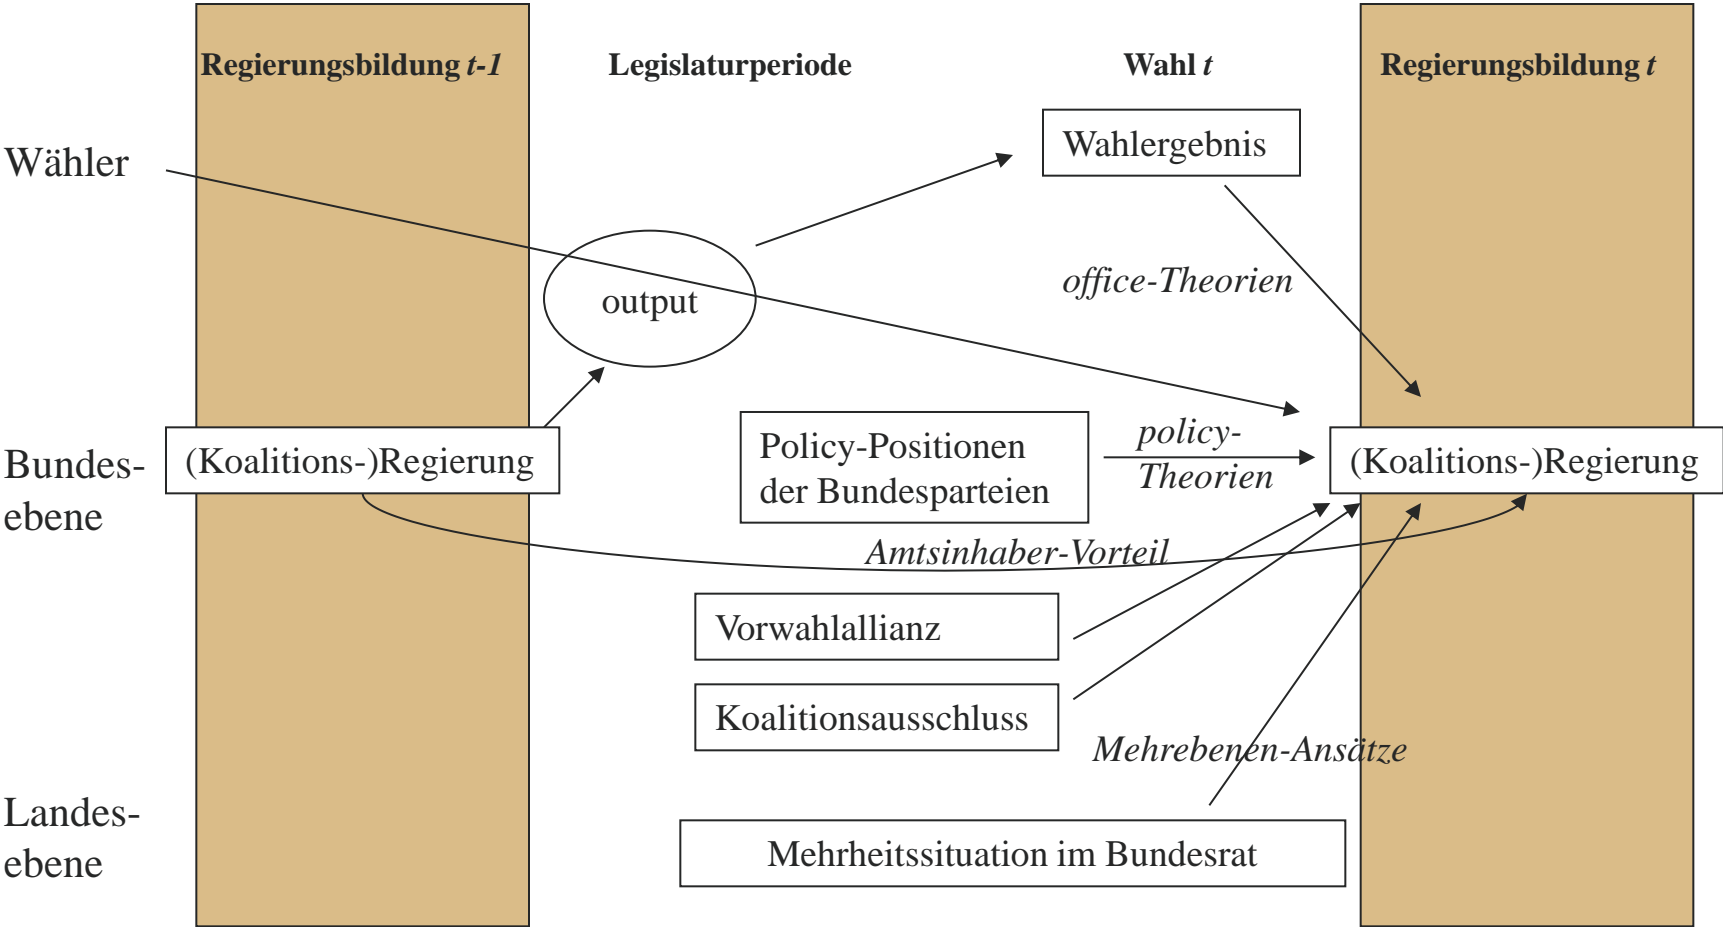 Regierungsbildung t-1
Legislaturperiode
Wahl t
Regierungsbildung t
Wahlergebnis
Wähler
office-Theorien
output
Policy-Positionen
der Bundesparteien
policy-
Theorien
Bundes-
ebene
(Koalitions-)Regierung
(Koalitions-)Regierung
Amtsinhaber-Vorteil
Vorwahlallianz
Koalitionsausschluss
Mehrebenen-Ansätze
Landes-
ebene
Mehrheitssituation im Bundesrat